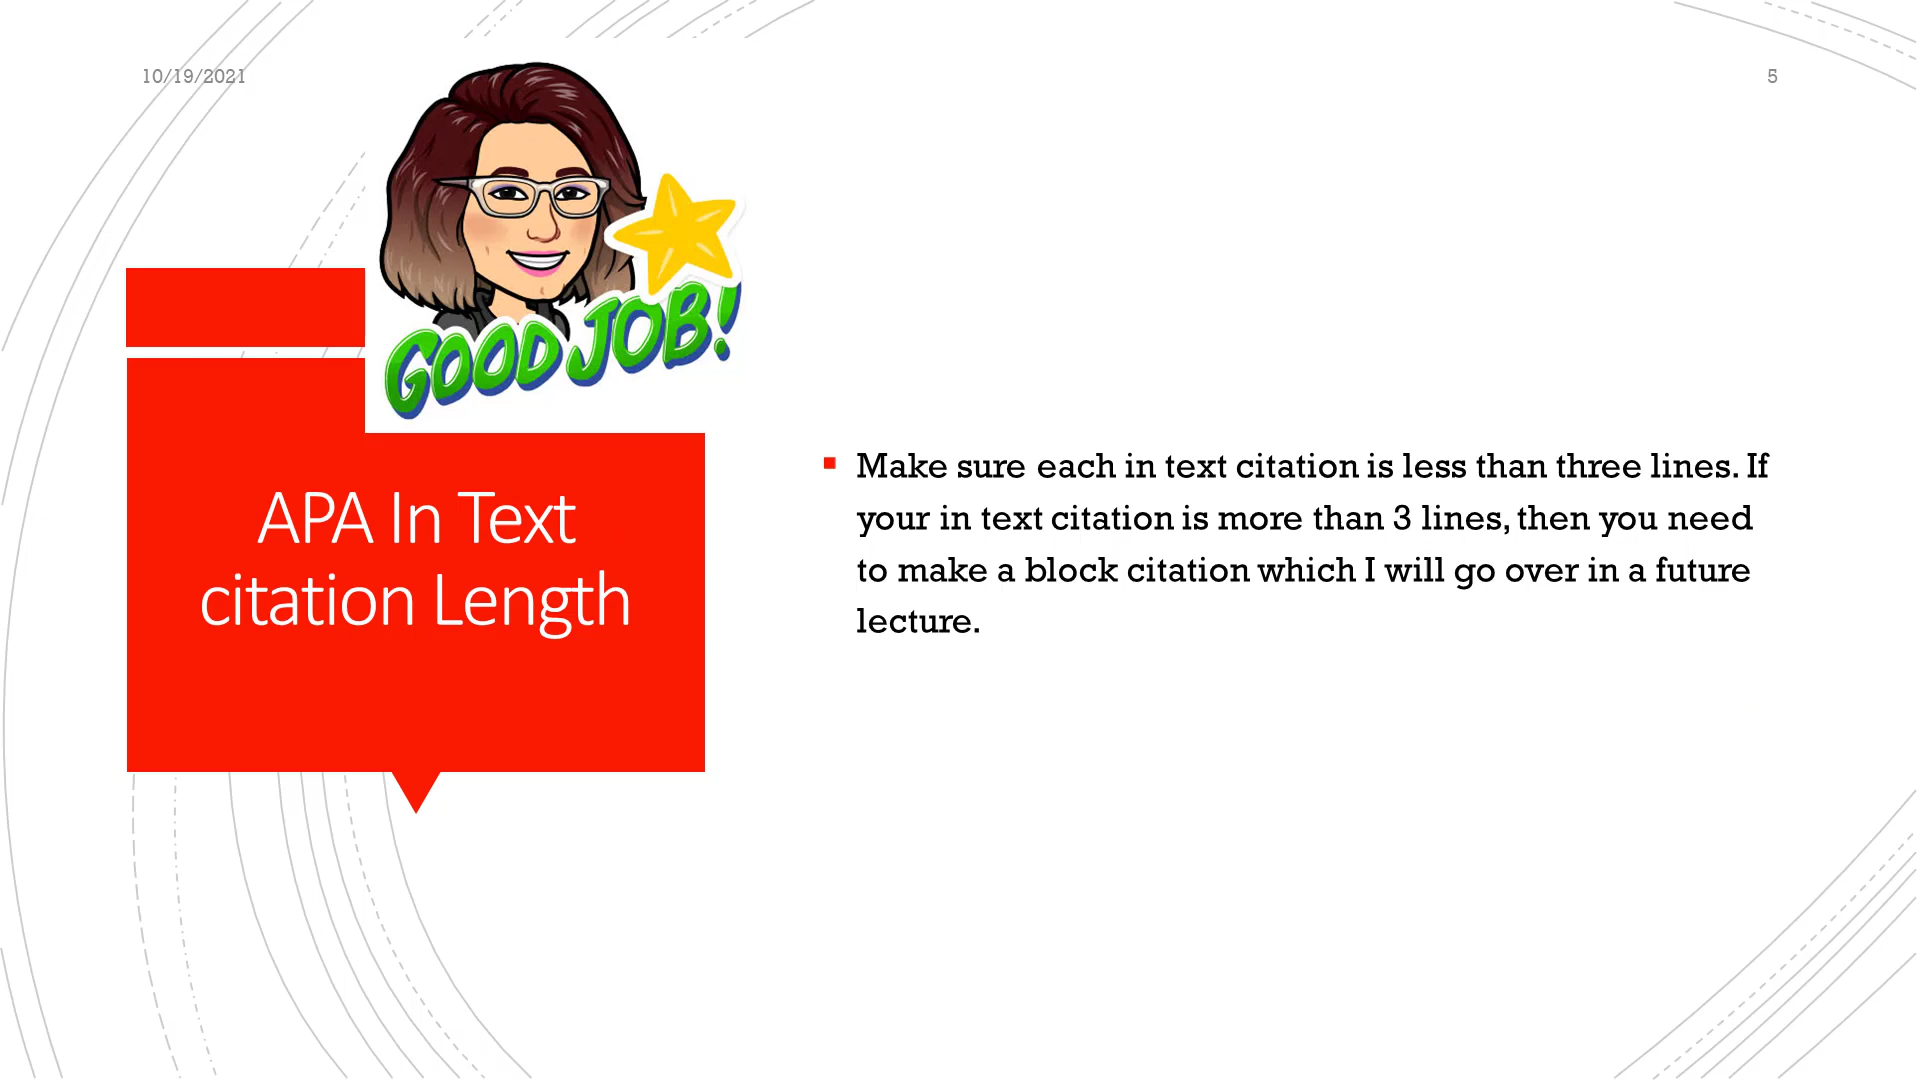 10/19/2021
5
GOOD JOB!
APA In Text
citation Length
Make sure each in text citation is less than three lines. If
your in text citation is more than 3 lines, then you need
to make a block citation which I will go over in a future
lecture.